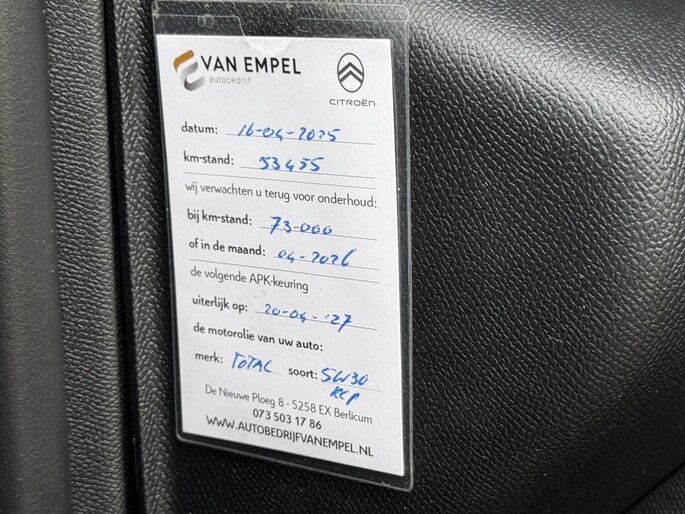 VAN EMPEL
autobedrijf
CITROËN
datum: 16-04-2025
km-stand: 53455
wij verwachten u terug voor onderhoud:
bij km-stand: 73-000
of in de maand: 04-2026
de volgende APK-keuring
uiterlijk op: 20-04-'27
de motorolie van uw auto:
merk: TOTAL soort: 5W30
RCP
De Nieuwe Ploeg 8 - 5258 EX Berlicum
073 503 17 86
WWW.AUTOBEDRIJFVANEMPEL.NL